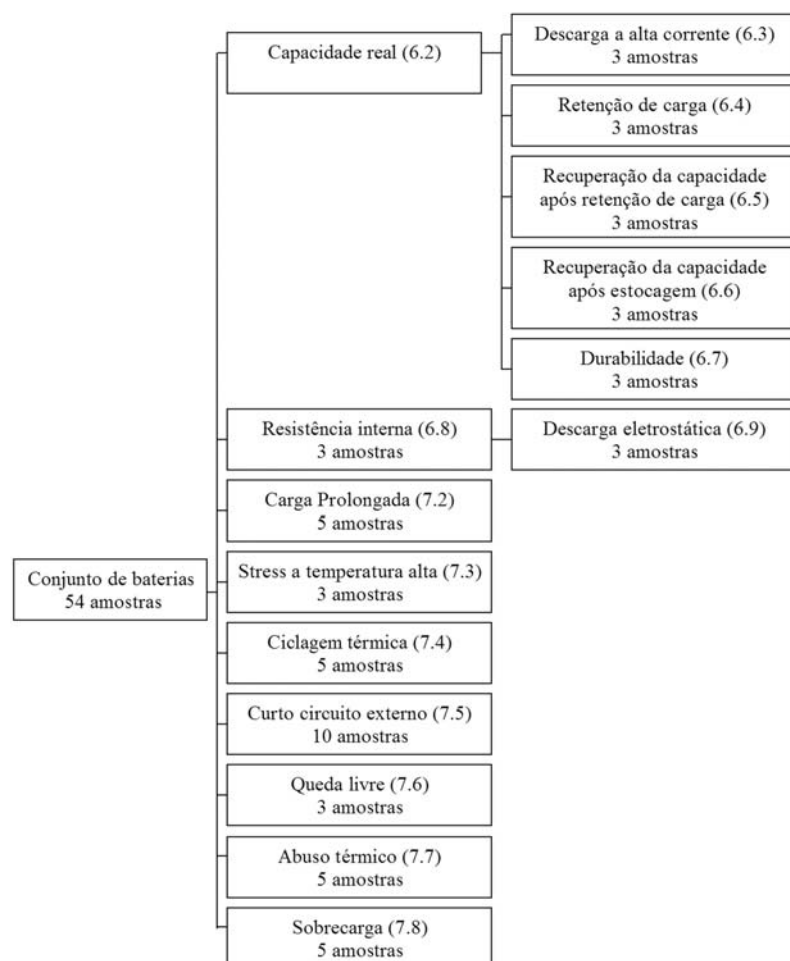 Capacidade real (6.2)
Descarga a alta corrente (6.3)
3 amostras
Retenção de carga (6.4)
3 amostras
Recuperação da capacidade
após retenção de carga (6.5)
3 amostras
Recuperação da capacidade
após estocagem (6.6)
3 amostras
Durabilidade (6.7)
3 amostras
Resistência interna (6.8)
3 amostras
Descarga eletrostática (6.9)
3 amostras
Carga Prolongada (7.2)
5 amostras
Conjunto de baterias
54 amostras
Stress a temperatura alta (7.3)
3 amostras
Ciclagem térmica (7.4)
5 amostras
Curto circuito externo (7.5)
10 amostras
Queda livre (7.6)
3 amostras
Abuso térmico (7.7)
5 amostras
Sobrecarga (7.8)
5 amostras